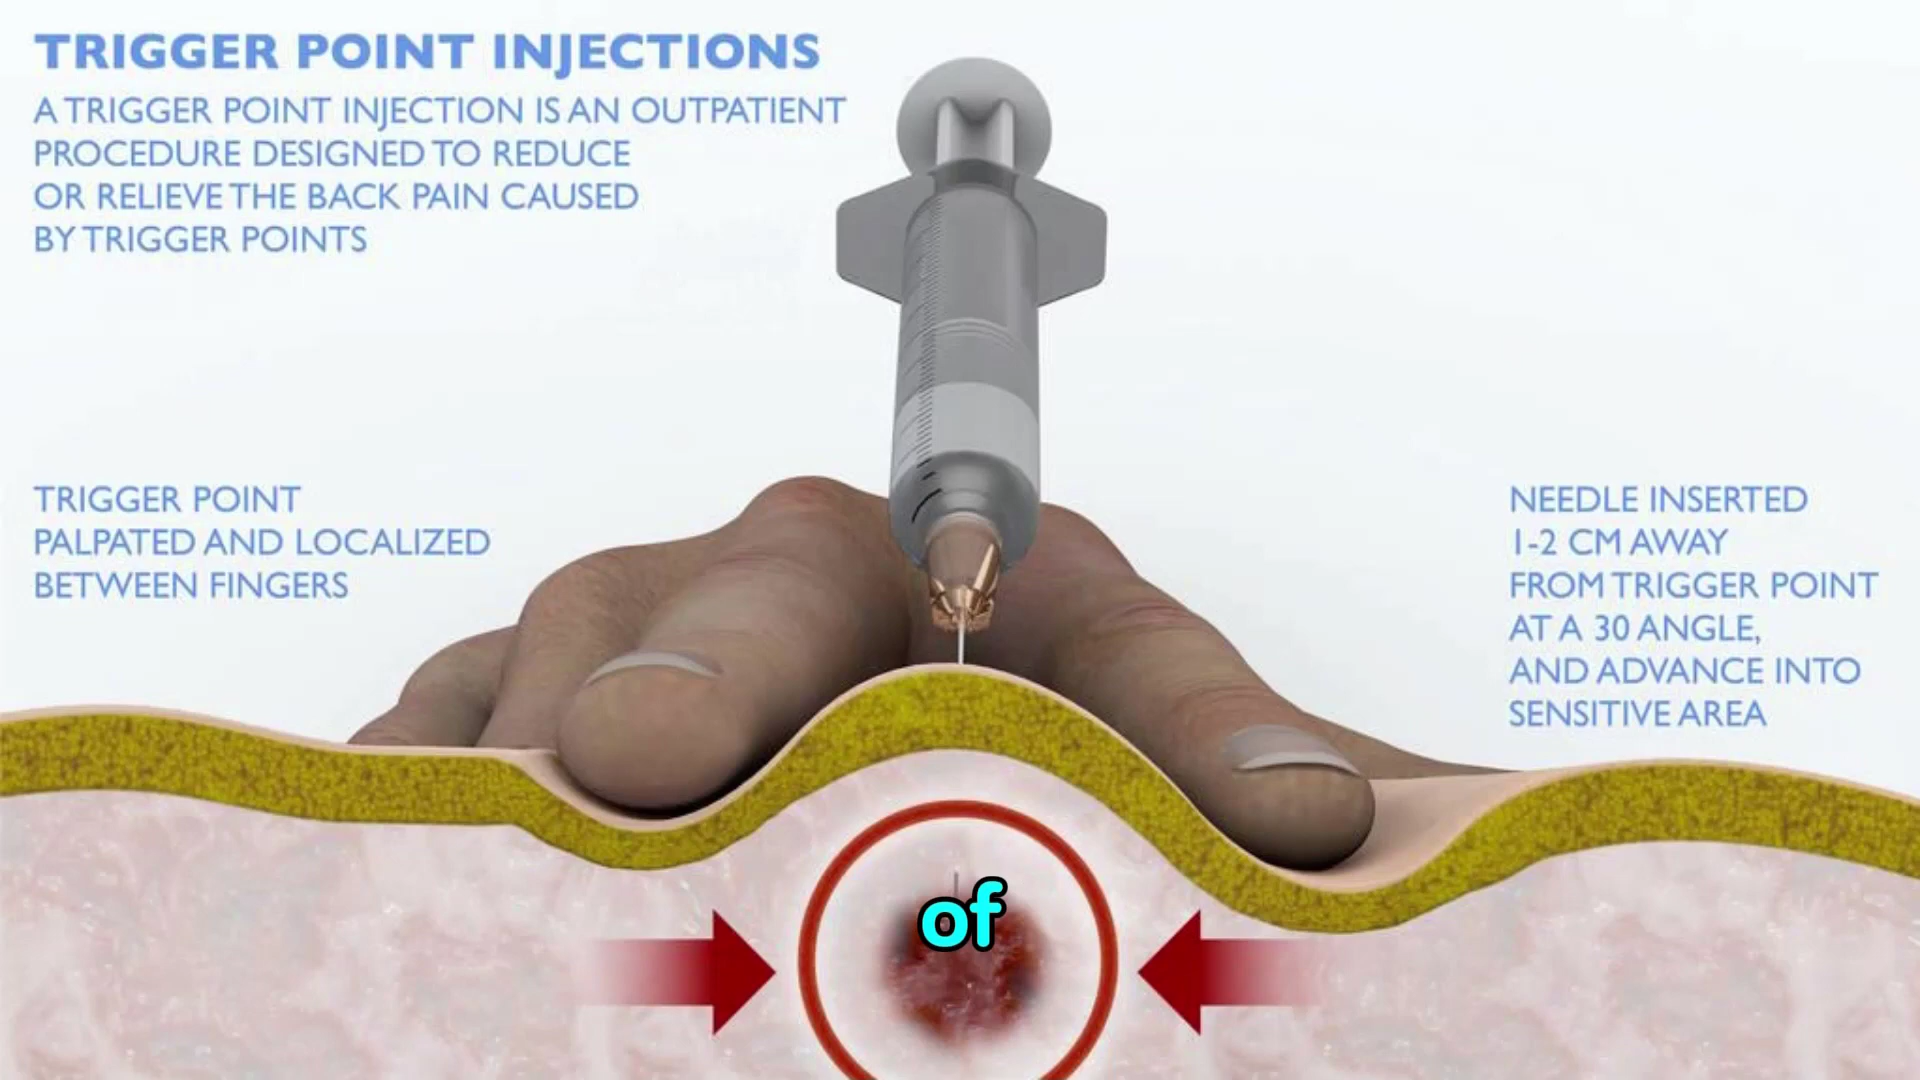 TRIGGER POINT INJECTIONS
A TRIGGER POINT INJECTION IS AN OUTPATIENT
PROCEDURE DESIGNED TO REDUCE
OR RELIEVE THE BACK PAIN CAUSED
BY TRIGGER POINTS
TRIGGER POINT
PALPATED AND LOCALIZED
BETWEEN FINGERS
NEEDLE INSERTED
1-2 CM AWAY
FROM TRIGGER POINT
AT A 30 ANGLE,
AND ADVANCE INTO
SENSITIVE AREA
of